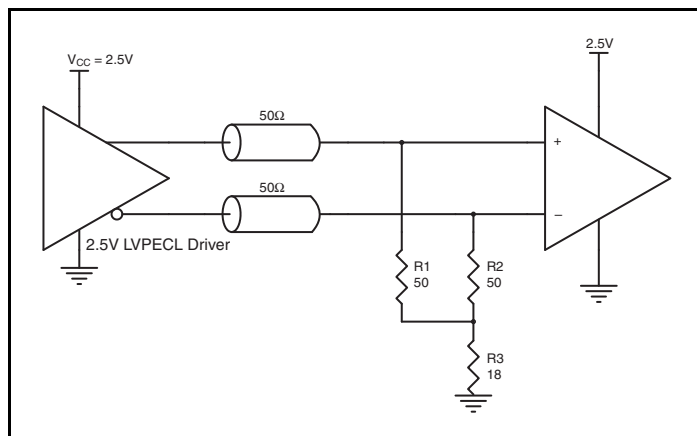 V_CC = 2.5V
2.5V
50Ω
+
50Ω
–
2.5V LVPECL Driver
R1
50
R2
50
R3
18